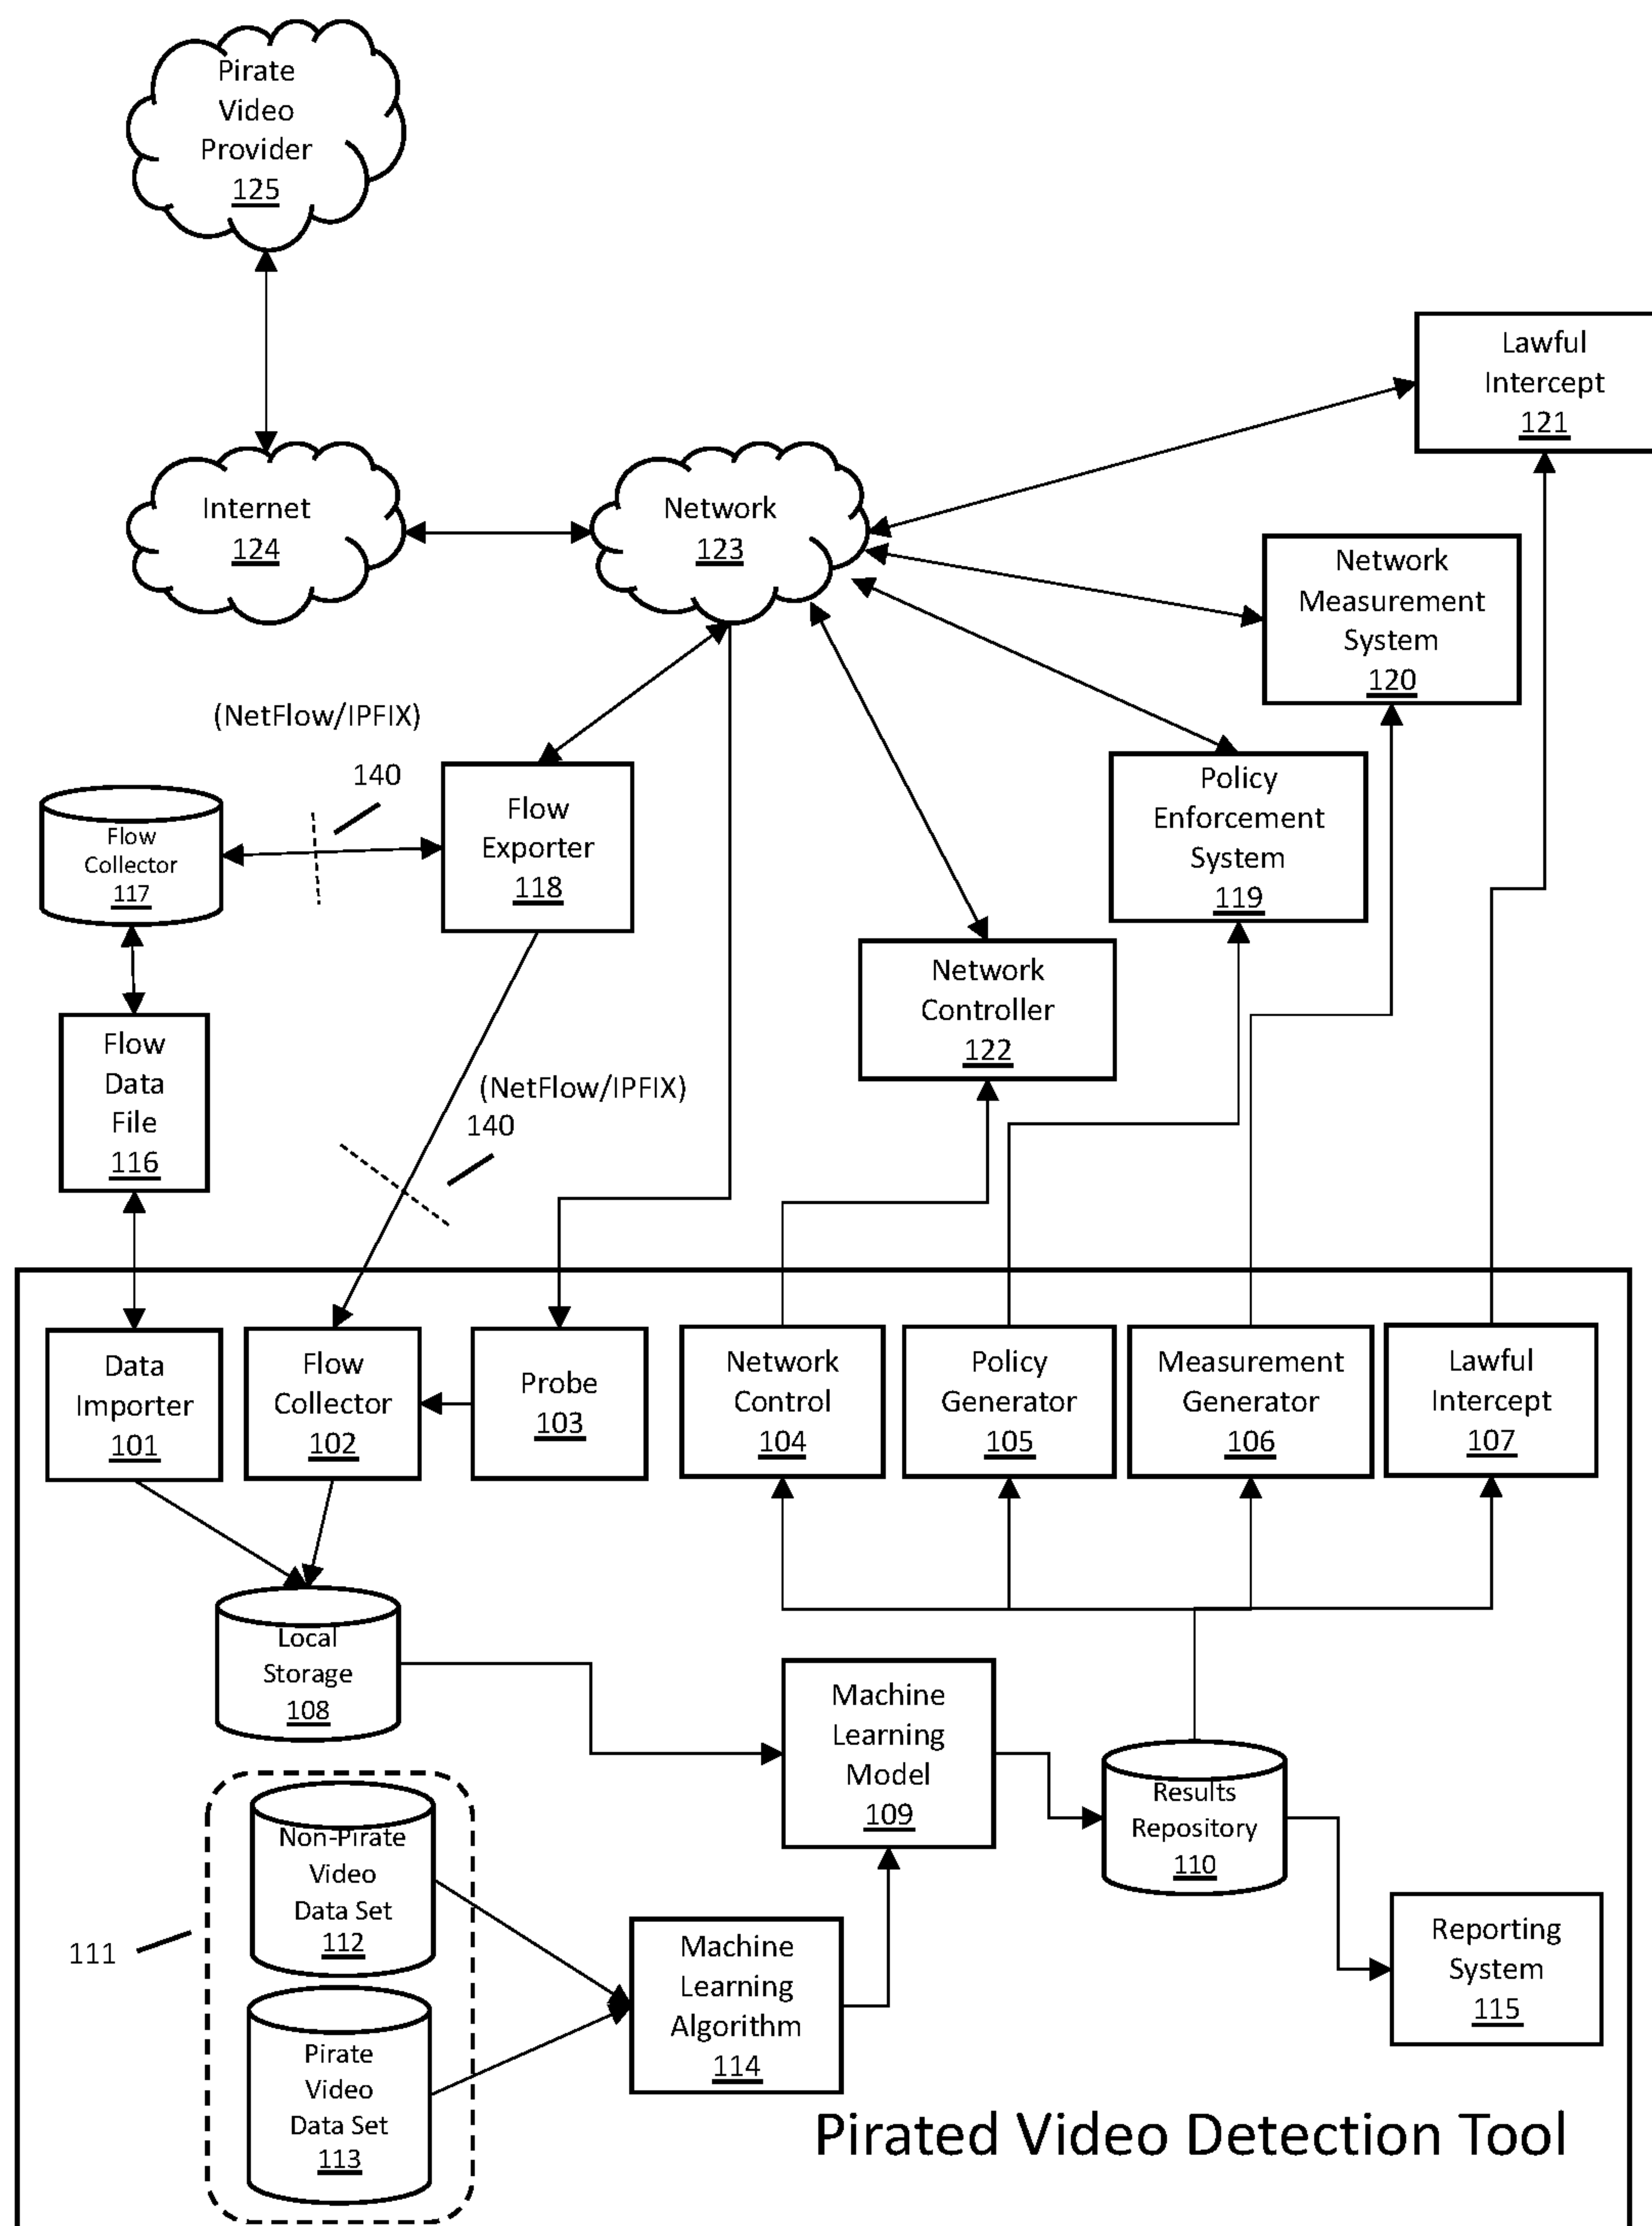 Pirate
Video
Provider
125
Lawful
Intercept
121
Internet
124
Network
123
Network
Measurement
System
120
(NetFlow/IPFIX)
140
Flow
Collector
117
Flow
Exporter
118
Policy
Enforcement
System
119
Network
Controller
122
Flow
Data
File
116
(NetFlow/IPFIX)
140
Data
Importer
101
Flow
Collector
102
Probe
103
Network
Control
104
Policy
Generator
105
Measurement
Generator
106
Lawful
Intercept
107
Local
Storage
108
Machine
Learning
Model
109
Results
Repository
110
111
Non-Pirate
Video
Data Set
112
Pirate
Video
Data Set
113
Machine
Learning
Algorithm
114
Reporting
System
115
Pirated Video Detection Tool